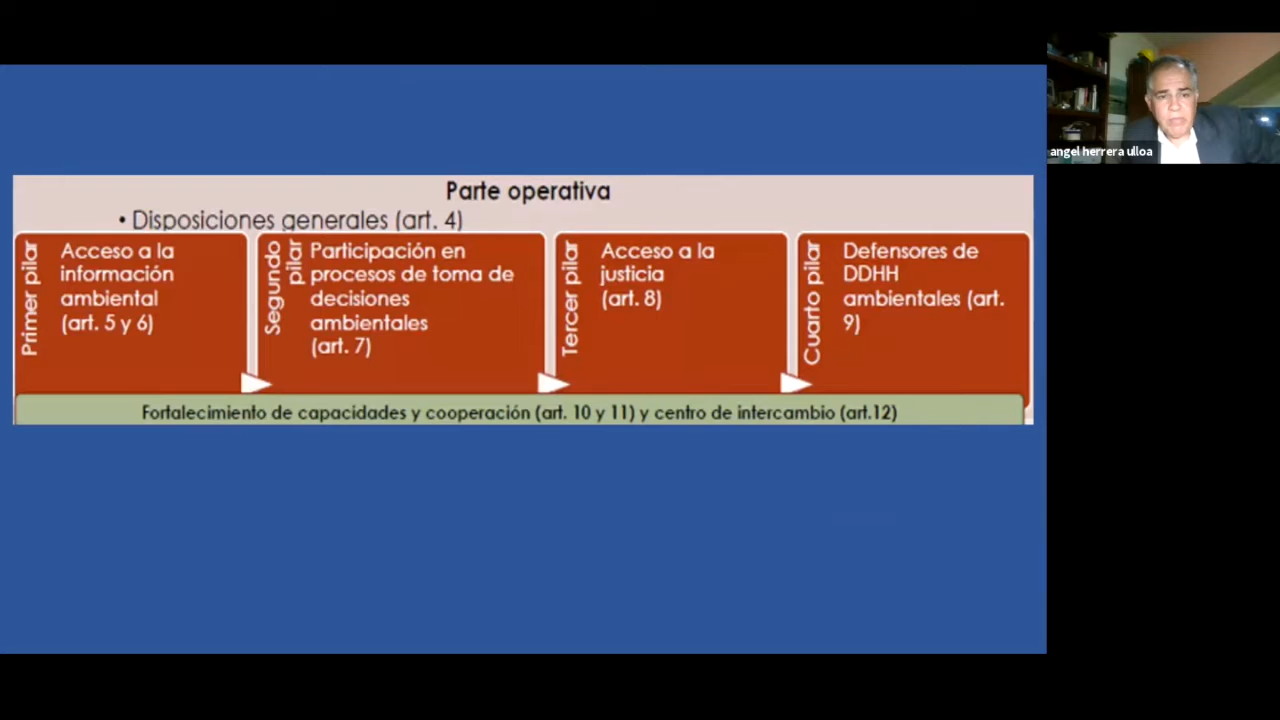 Parte operativa
• Disposiciones generales (art. 4)
Primer pilar
Acceso a la
información
ambiental
(art. 5 y 6)
Segundo
pilar
Participación en
procesos de toma de
decisiones
ambientales
(art. 7)
Tercer pilar
Acceso a la
justicia
(art. 8)
Cuarto pilar
Defensores de
DDHH
ambientales (art.
9)
Fortalecimiento de capacidades y cooperación (art. 10 y 11) y centro de intercambio (art.12)
angel herrera ulloa